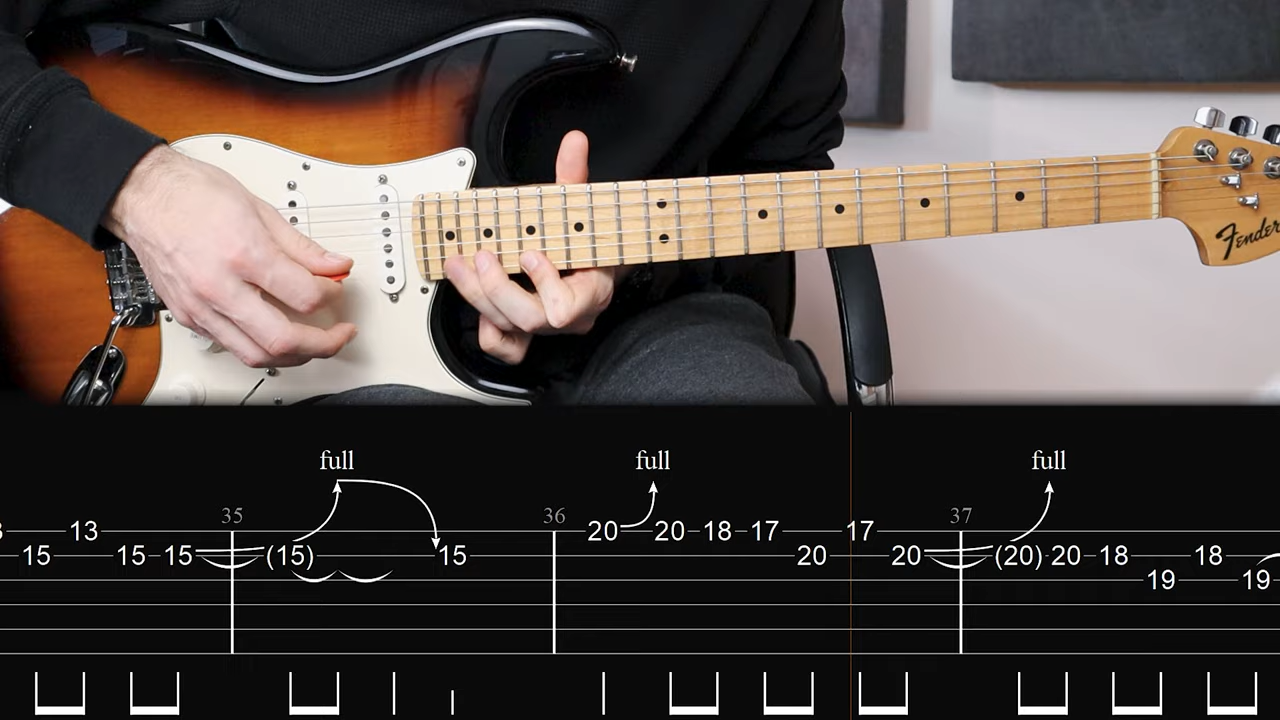 Fender
full full full
35 36 37
13 20 20 18 17 17
15 15 15 (15) 15 20 20 (20) 20 18 18
19 19